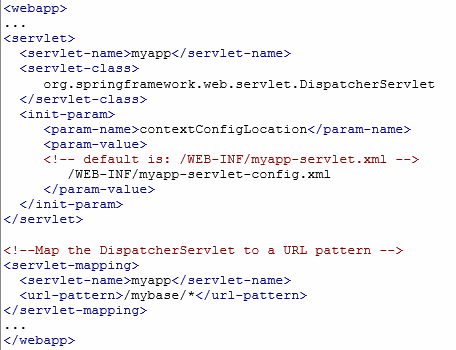 <webapp>
...
<servlet>
<servlet-name>myapp</servlet-name>
<servlet-class>
org.springframework.web.servlet.DispatcherServlet
</servlet-class>
<init-param>
<param-name>contextConfigLocation</param-name>
<param-value>
<!-- default is: /WEB-INF/myapp-servlet.xml -->
/WEB-INF/myapp-servlet-config.xml
</param-value>
</init-param>
</servlet>
<!--Map the DispatcherServlet to a URL pattern -->
<servlet-mapping>
<servlet-name>myapp</servlet-name>
<url-pattern>/mybase/*</url-pattern>
</servlet-mapping>
...
</webapp>